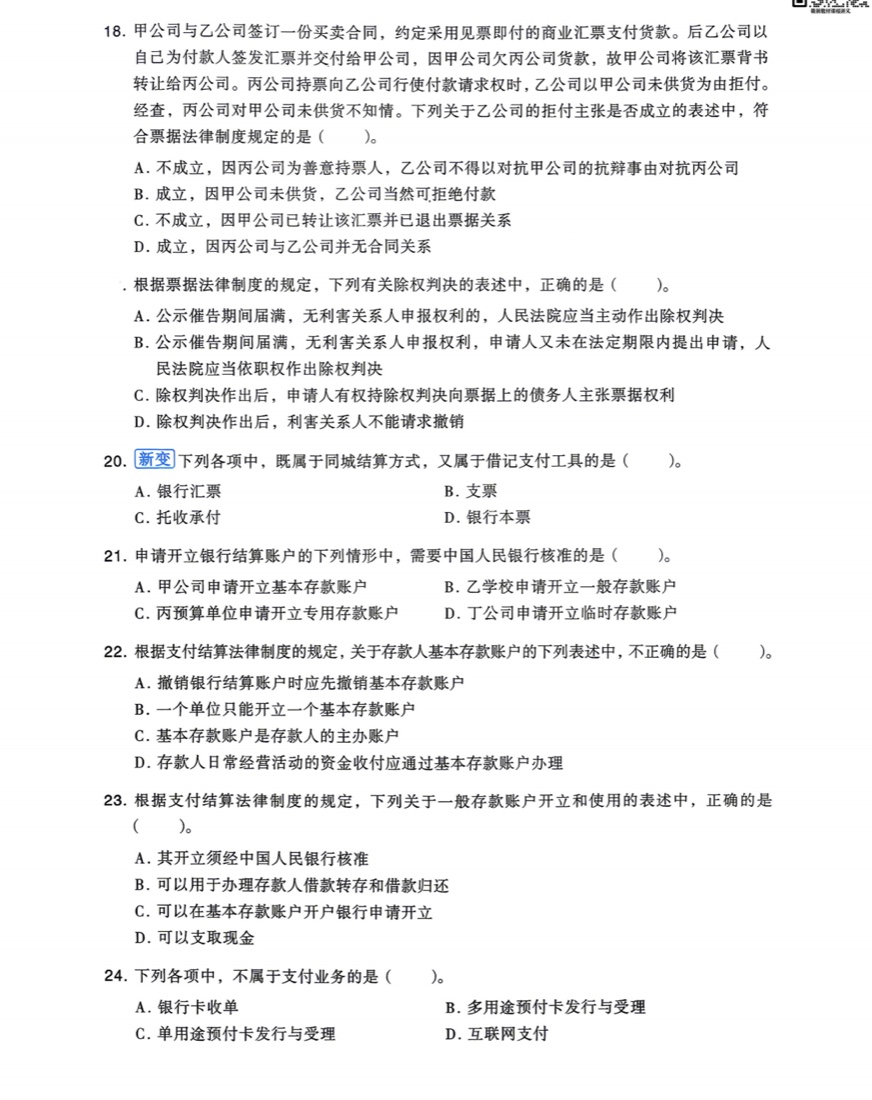 18. 甲公司与乙公司签订一份买卖合同，约定采用见票即付的商业汇票支付货款。后乙公司以
自己为付款人签发汇票并交付给甲公司，因甲公司欠丙公司货款，故甲公司将该汇票背书
转让给丙公司。丙公司持票向乙公司行使付款请求权时，乙公司以甲公司未供货为由拒付。
经查，丙公司对甲公司未供货不知情。下列关于乙公司的拒付主张是否成立的表述中，符
合票据法律制度规定的是（　　）。
A. 不成立，因丙公司为善意持票人，乙公司不得以对抗甲公司的抗辩事由对抗丙公司
B. 成立，因甲公司未供货，乙公司当然可拒绝付款
C. 不成立，因甲公司已转让该汇票并已退出票据关系
D. 成立，因丙公司与乙公司并无合同关系
. 根据票据法律制度的规定，下列有关除权判决的表述中，正确的是（　　）。
A. 公示催告期间届满，无利害关系人申报权利的，人民法院应当主动作出除权判决
B. 公示催告期间届满，无利害关系人申报权利，申请人又未在法定期限内提出申请，人
民法院应当依职权作出除权判决
C. 除权判决作出后，申请人有权持除权判决向票据上的债务人主张票据权利
D. 除权判决作出后，利害关系人不能请求撤销
20. 新变 下列各项中，既属于同城结算方式，又属于借记支付工具的是（　　）。
A. 银行汇票　　B. 支票
C. 托收承付　　D. 银行本票
21. 申请开立银行结算账户的下列情形中，需要中国人民银行核准的是（　　）。
A. 甲公司申请开立基本存款账户　　B. 乙学校申请开立一般存款账户
C. 丙预算单位申请开立专用存款账户　　D. 丁公司申请开立临时存款账户
22. 根据支付结算法律制度的规定，关于存款人基本存款账户的下列表述中，不正确的是（　　）。
A. 撤销银行结算账户时应先撤销基本存款账户
B. 一个单位只能开立一个基本存款账户
C. 基本存款账户是存款人的主办账户
D. 存款人日常经营活动的资金收付应通过基本存款账户办理
23. 根据支付结算法律制度的规定，下列关于一般存款账户开立和使用的表述中，正确的是
（　　）。
A. 其开立须经中国人民银行核准
B. 可以用于办理存款人借款转存和借款归还
C. 可以在基本存款账户开户银行申请开立
D. 可以支取现金
24. 下列各项中，不属于支付业务的是（　　）。
A. 银行卡收单　　B. 多用途预付卡发行与受理
C. 单用途预付卡发行与受理　　D. 互联网支付